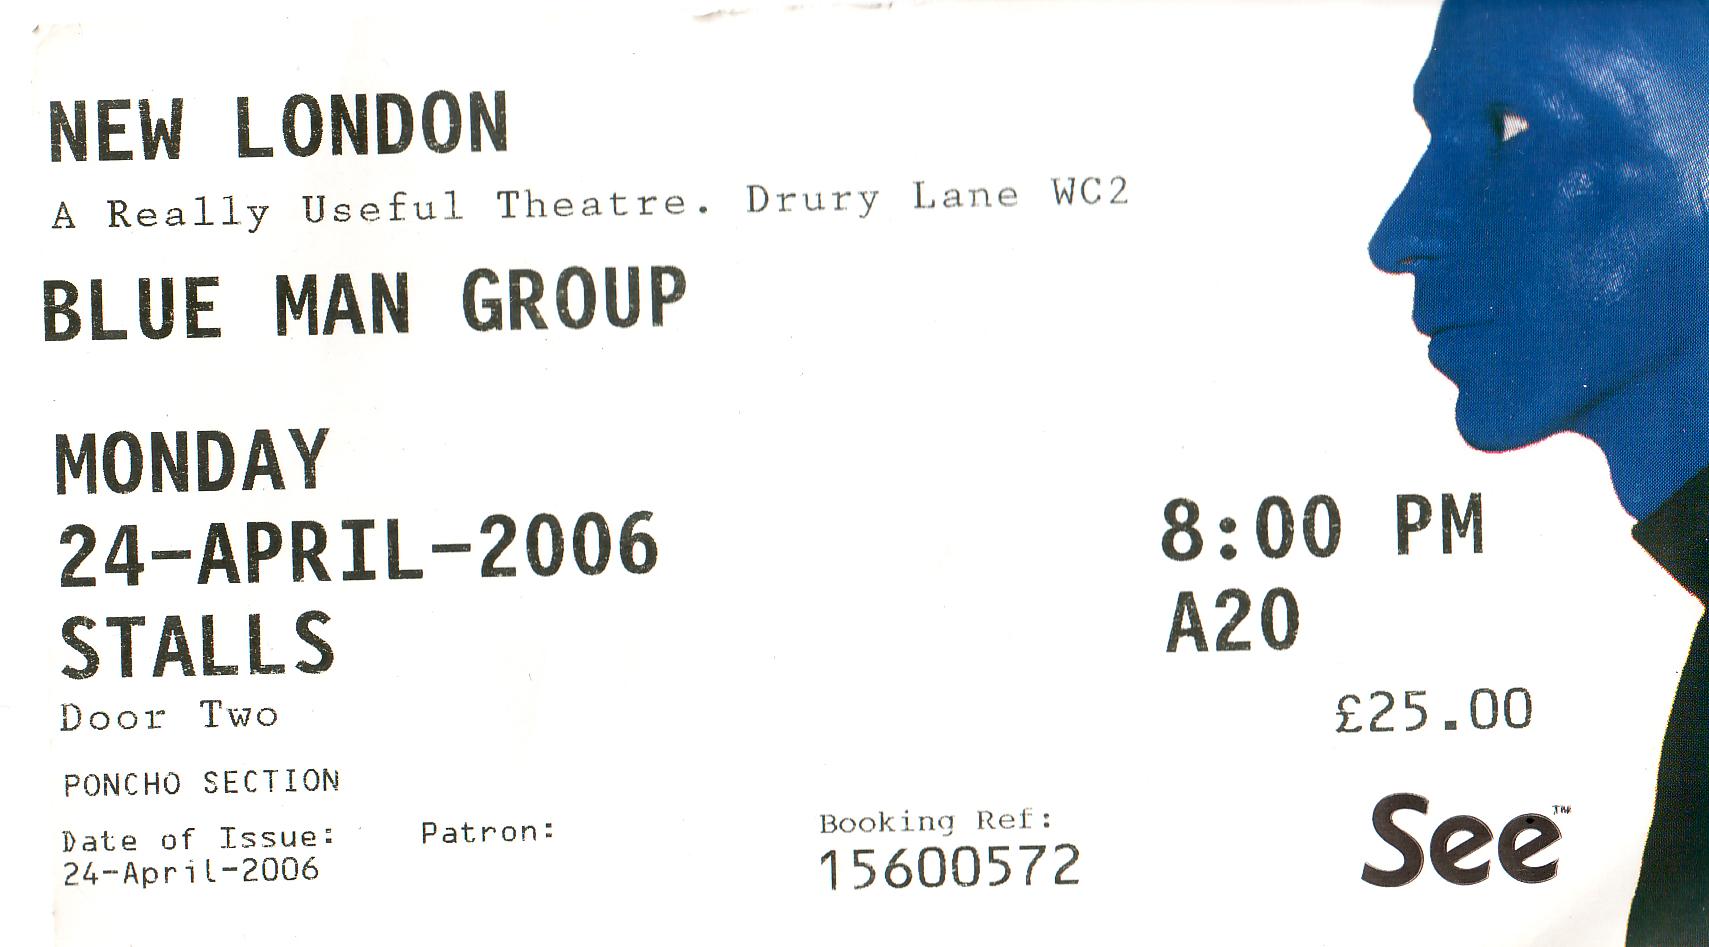 NEW LONDON
A Really Useful Theatre. Drury Lane WC2
BLUE MAN GROUP
MONDAY
24-APRIL-2006 8:00 PM
STALLS A20
Door Two £25.00
PONCHO SECTION
Date of Issue: Patron: Booking Ref:
24-April-2006 15600572
See™